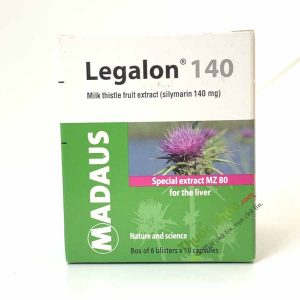 Legalon® 140
Milk thistle fruit extract (silymarin 140 mg)
MADAUS
Special extract MZ 80
for the liver
Nature and science
Box of 6 blisters x 10 capsules